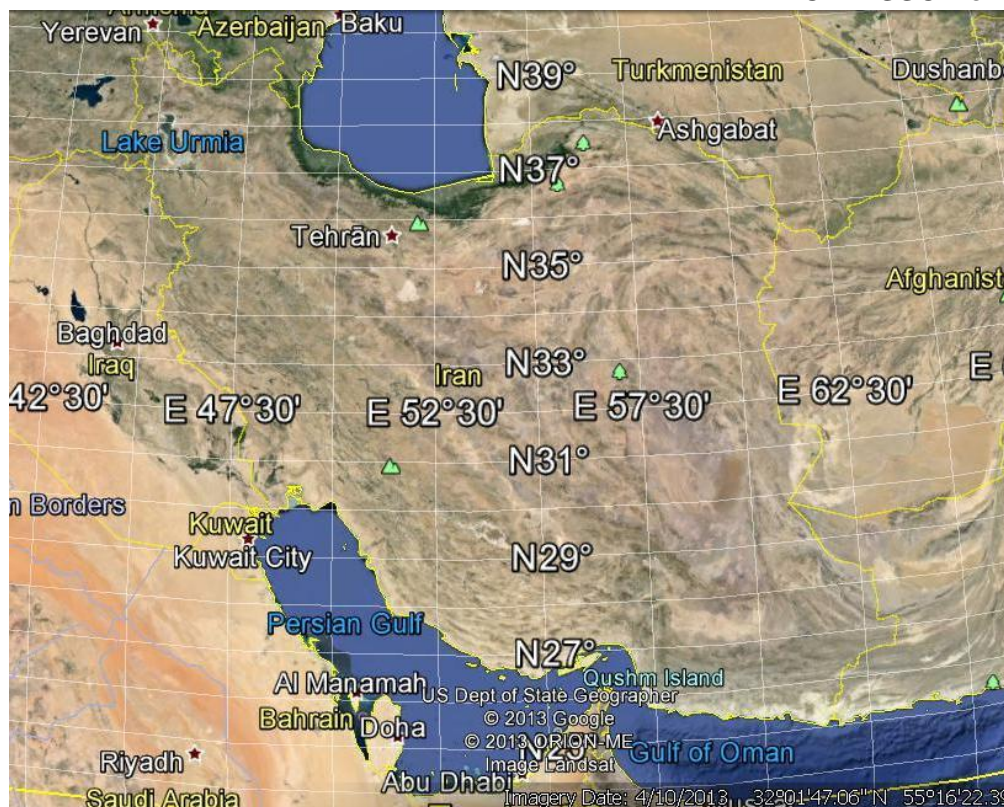 Yerevan
Azerbaijan
Baku
N39°
Turkmenistan
Dushanb
Lake Urmia
Ashgabat
N37°
Tehrān
N35°
Afghanist
Baghdad
Iraq
Iran
N33°
E
42°30'
E 47°30'
E 52°30'
E 57°30'
E 62°30'
N31°
n Borders
Kuwait
Kuwait City
N29°
Persian Gulf
N27°
Qushm Island
Al Manamah
US Dept of State Geographer
Bahrain
Doha
© 2013 Google
© 2013 ORION-ME
N25°
Gulf of Oman
Image Landsat
Riyadh
Abu Dhabi
Saudi Arabia
Imagery Date: 4/10/2013
32°01'47.06" N 55°16'22.3